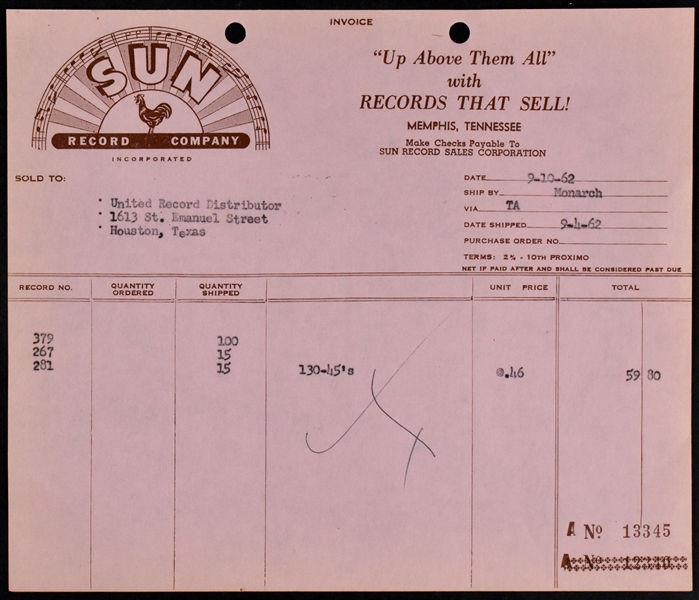 INVOICE
SUN
RECORD COMPANY
INCORPORATED
"Up Above Them All"
with
RECORDS THAT SELL!
MEMPHIS, TENNESSEE
Make Checks Payable To
SUN RECORD SALES CORPORATION
SOLD TO:
United Record Distributor
1613 St. Emanuel Street
Houston, Texas
DATE 9-10-62
SHIP BY Monarch
VIA TA
DATE SHIPPED 9-4-62
PURCHASE ORDER NO.
TERMS: 2% - 10TH PROXIMO
NET IF PAID AFTER AND SHALL BE CONSIDERED PAST DUE
RECORD NO. QUANTITY ORDERED QUANTITY SHIPPED UNIT PRICE TOTAL
379 100
267 15
281 15 130-45's @.46 59 80
A No 13345
A No